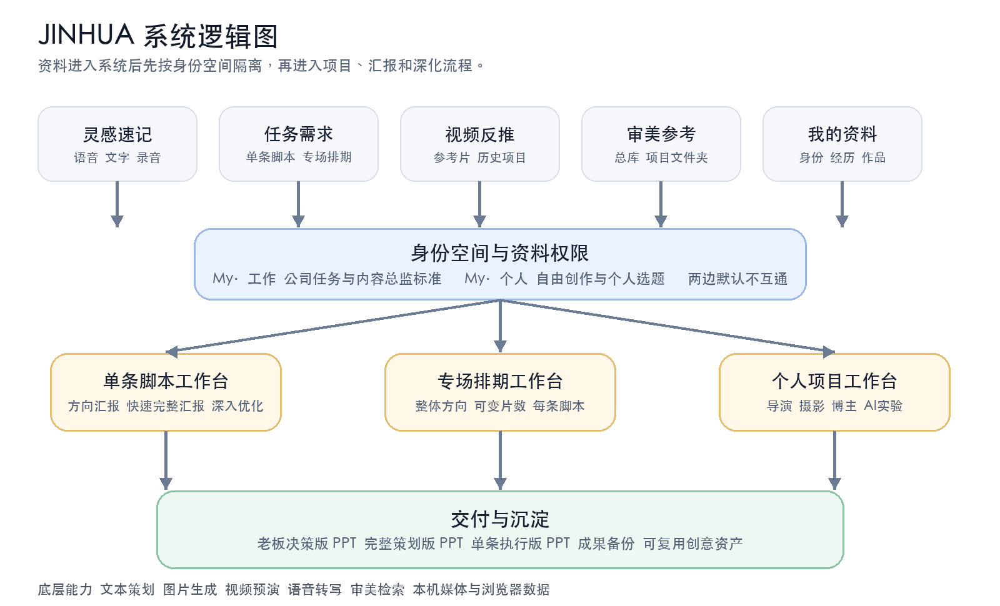 JINHUA 系统逻辑图
资料进入系统后先按身份空间隔离，再进入项目、汇报和深化流程。
灵感速记
语音 文字 录音
任务需求
单条脚本 专场排期
视频反推
参考片 历史项目
审美参考
总库 项目文件夹
我的资料
身份 经历 作品
身份空间与资料权限
My· 工作 公司任务与内容总监标准 My· 个人 自由创作与个人选题 两边默认不互通
单条脚本工作台
方向汇报 快速完整汇报 深入优化
专场排期工作台
整体方向 可变片数 每条脚本
个人项目工作台
导演 摄影 博主 AI实验
交付与沉淀
老板决策版 PPT 完整策划版 PPT 单条执行版 PPT 成果备份 可复用创意资产
底层能力 文本策划 图片生成 视频预演 语音转写 审美检索 本机媒体与浏览器数据